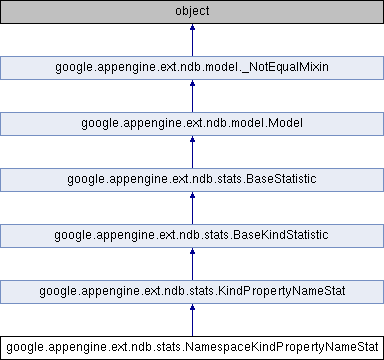 object
google.appengine.ext.ndb.model._NotEqualMixin
google.appengine.ext.ndb.model.Model
google.appengine.ext.ndb.stats.BaseStatistic
google.appengine.ext.ndb.stats.BaseKindStatistic
google.appengine.ext.ndb.stats.KindPropertyNameStat
google.appengine.ext.ndb.stats.NamespaceKindPropertyNameStat